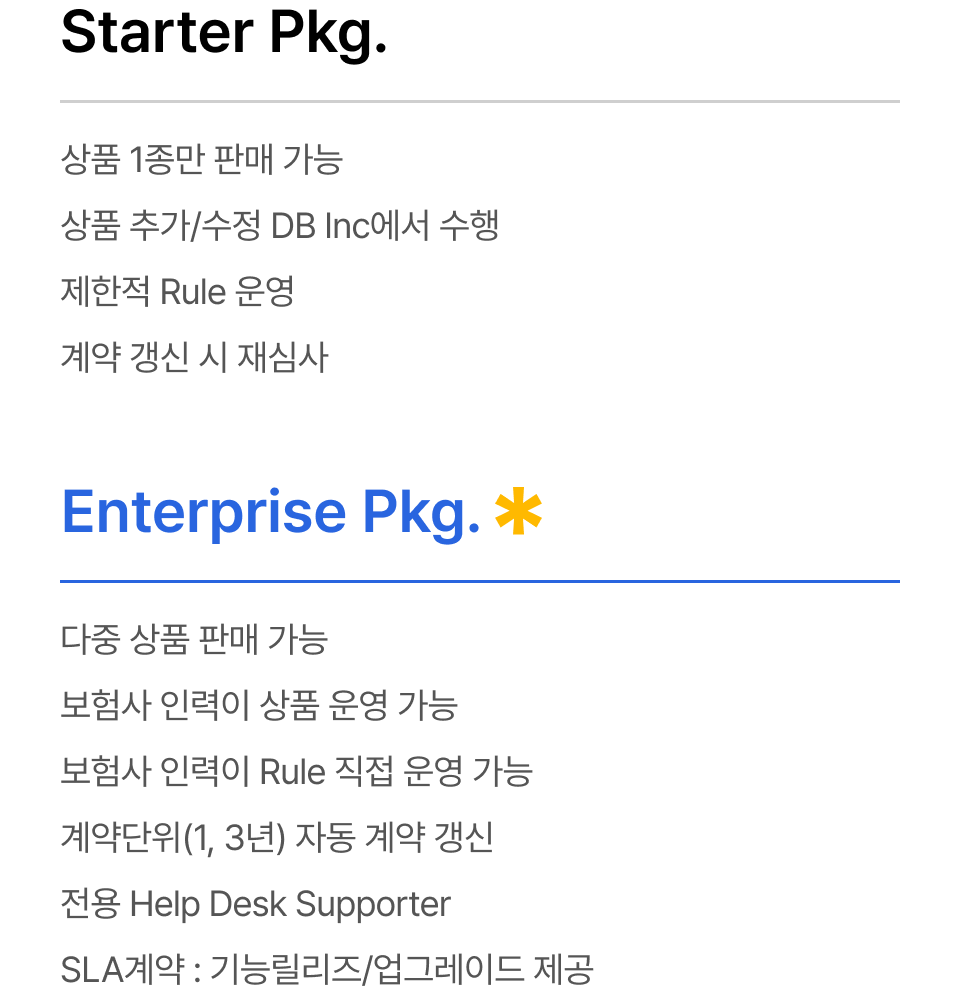 Starter Pkg.
상품 1종만 판매 가능
상품 추가/수정 DB Inc에서 수행
제한적 Rule 운영
계약 갱신 시 재심사
Enterprise Pkg.*
다중 상품 판매 가능
보험사 인력이 상품 운영 가능
보험사 인력이 Rule 직접 운영 가능
계약단위(1, 3년) 자동 계약 갱신
전용 Help Desk Supporter
SLA계약 : 기능릴리즈/업그레이드 제공